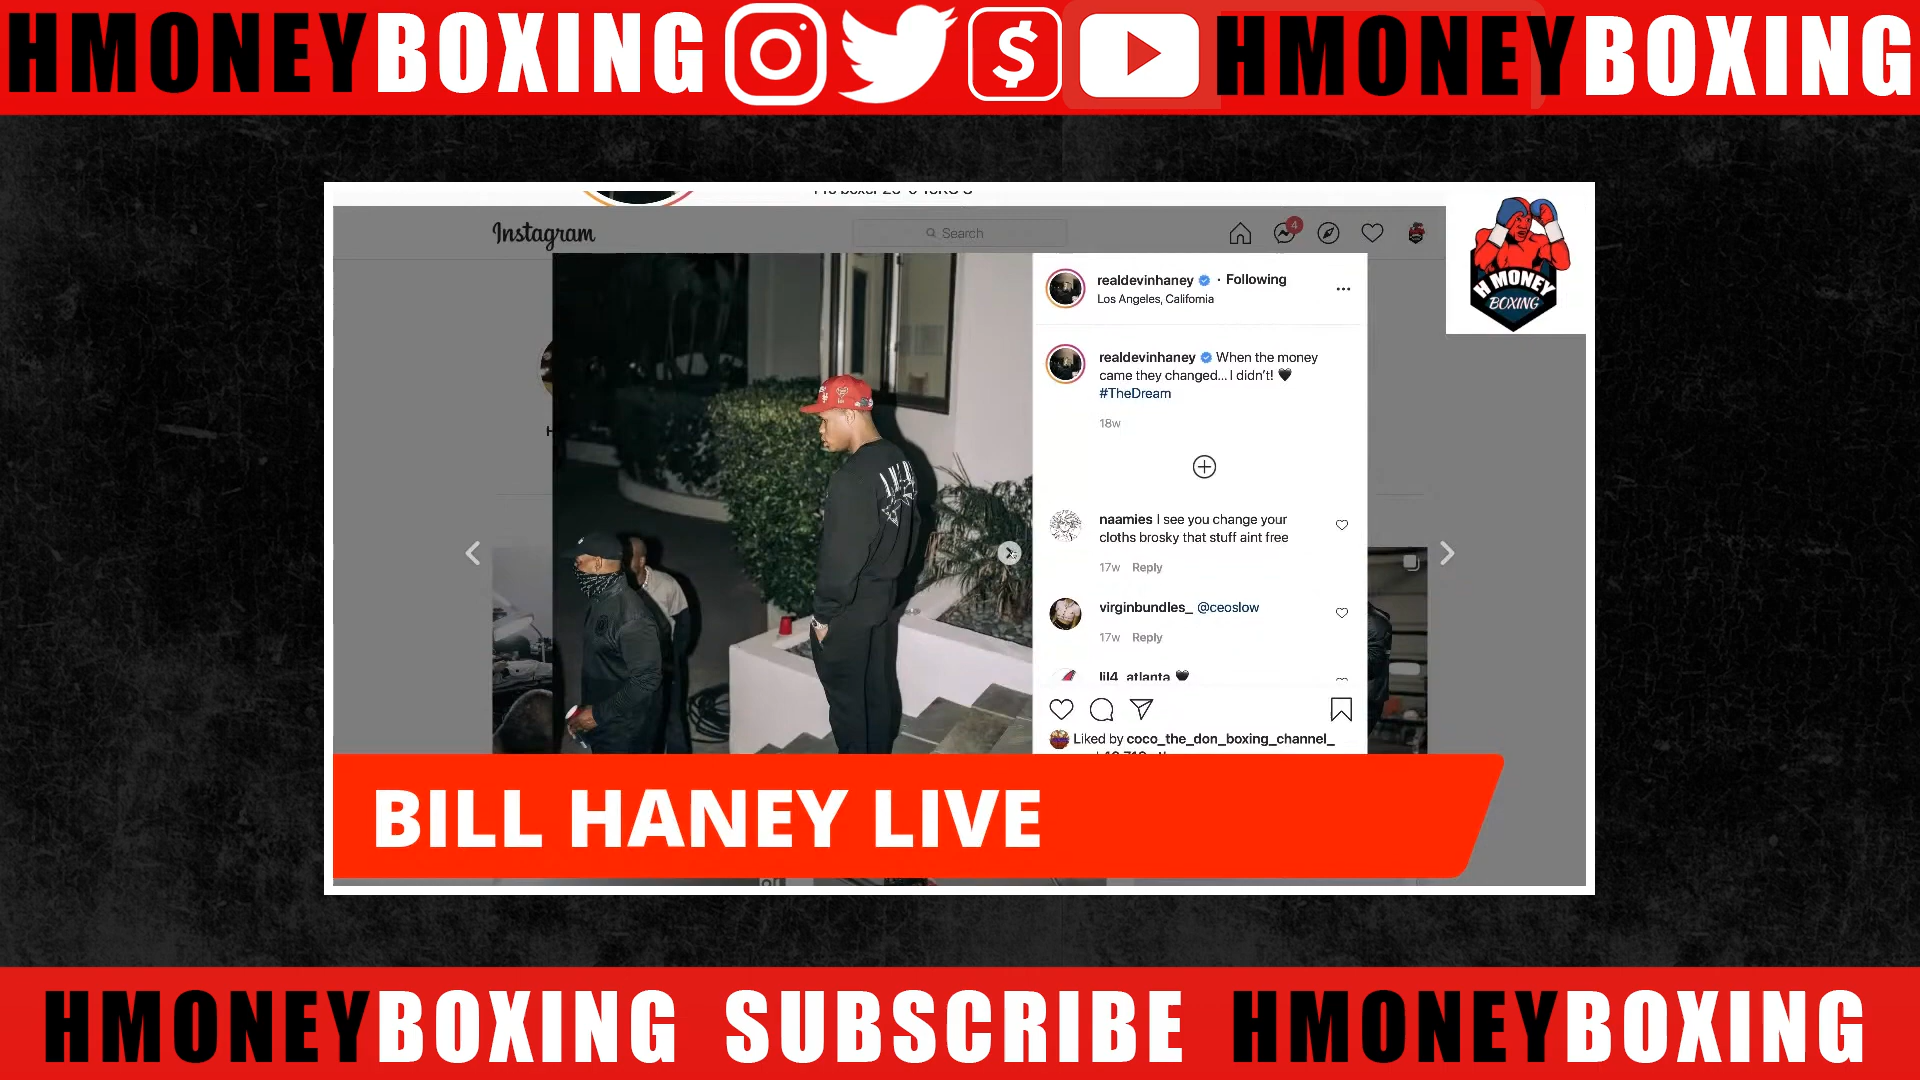 HMONEYBOXING $ HMONEYBOXING
Instagram
Search
4
H MONEY
BOXING
realdevinhaney · Following
Los Angeles, California
realdevinhaney When the money
came they changed... I didn't! 🖤
#TheDream
18w
naamies I see you change your
cloths brosky that stuff aint free
17w Reply
virginbundles_ @ceoslow
17w Reply
lil4_atlanta 🖤
Liked by coco_the_don_boxing_channel_
BILL HANEY LIVE
HMONEYBOXING SUBSCRIBE HMONEYBOXING